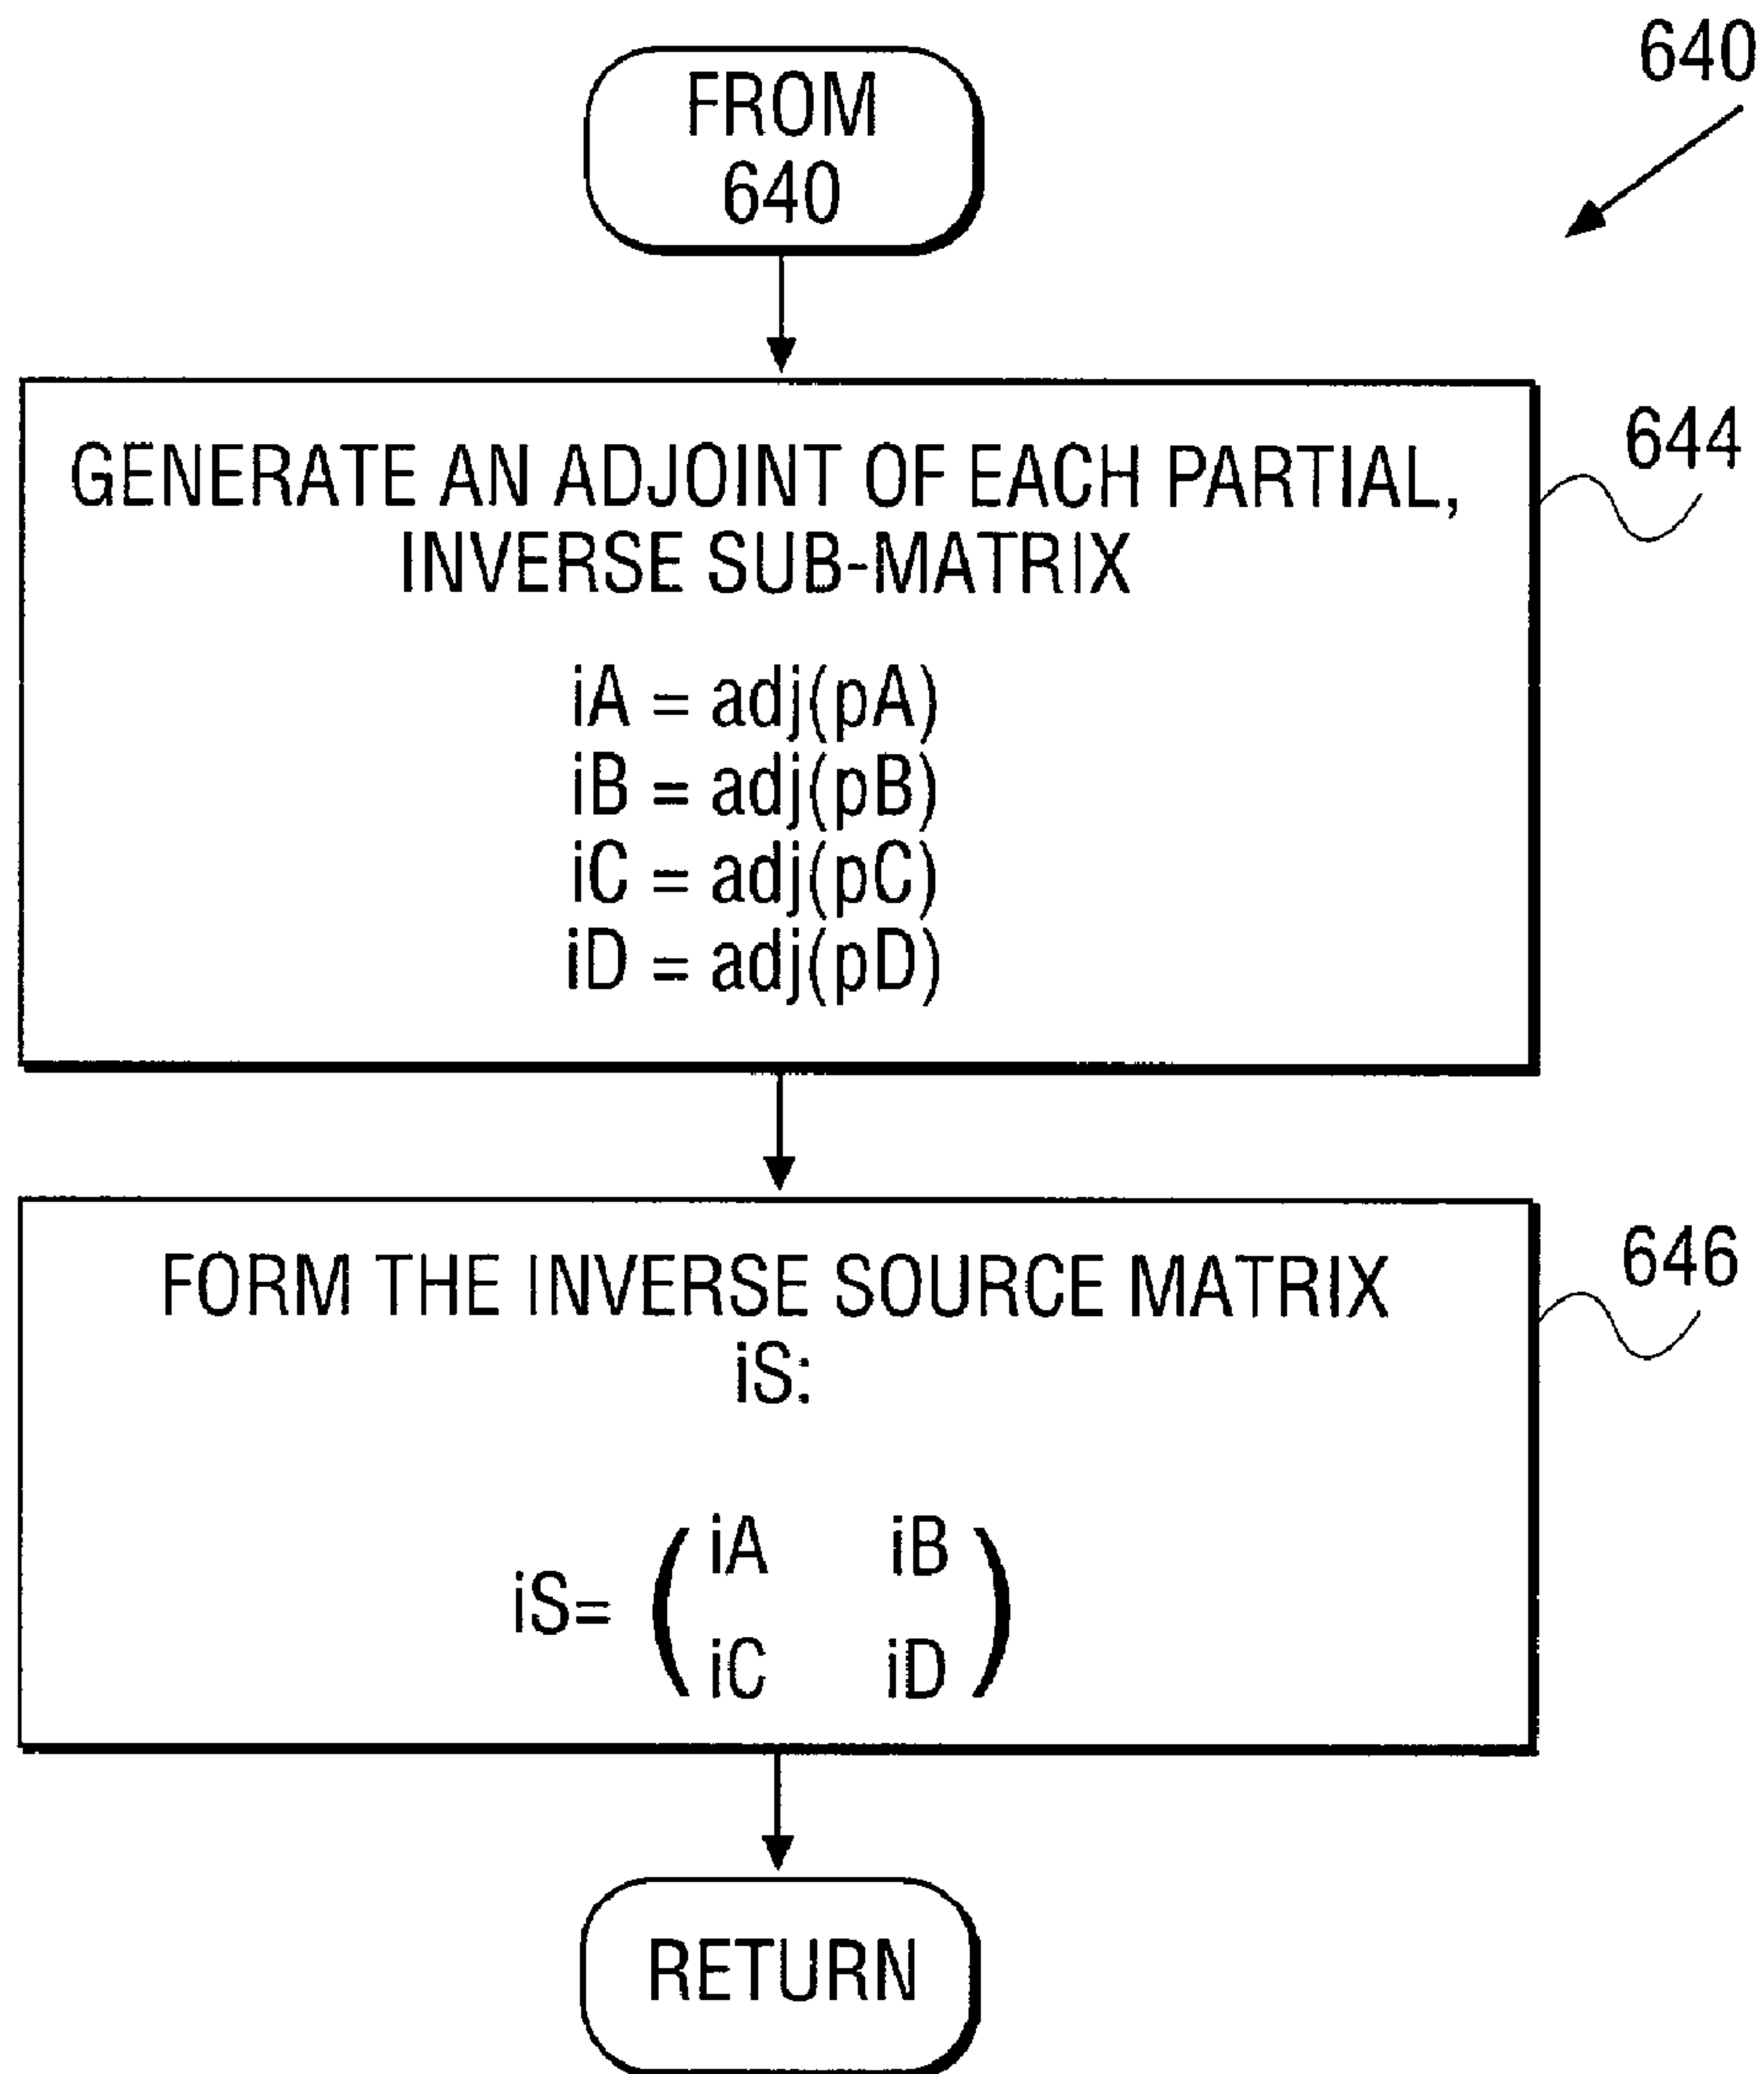 640
FROM
640
644
GENERATE AN ADJOINT OF EACH PARTIAL,
INVERSE SUB-MATRIX
iA = adj(pA)
iB = adj(pB)
iC = adj(pC)
iD = adj(pD)
646
FORM THE INVERSE SOURCE MATRIX
iS:
iS= ( iA iB
iC iD )
RETURN